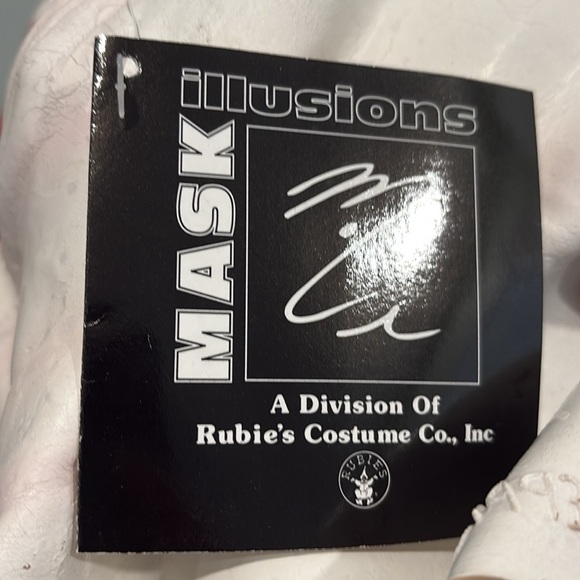 illusions
MASK
A Division Of
Rubie's Costume Co., Inc
RUBIES